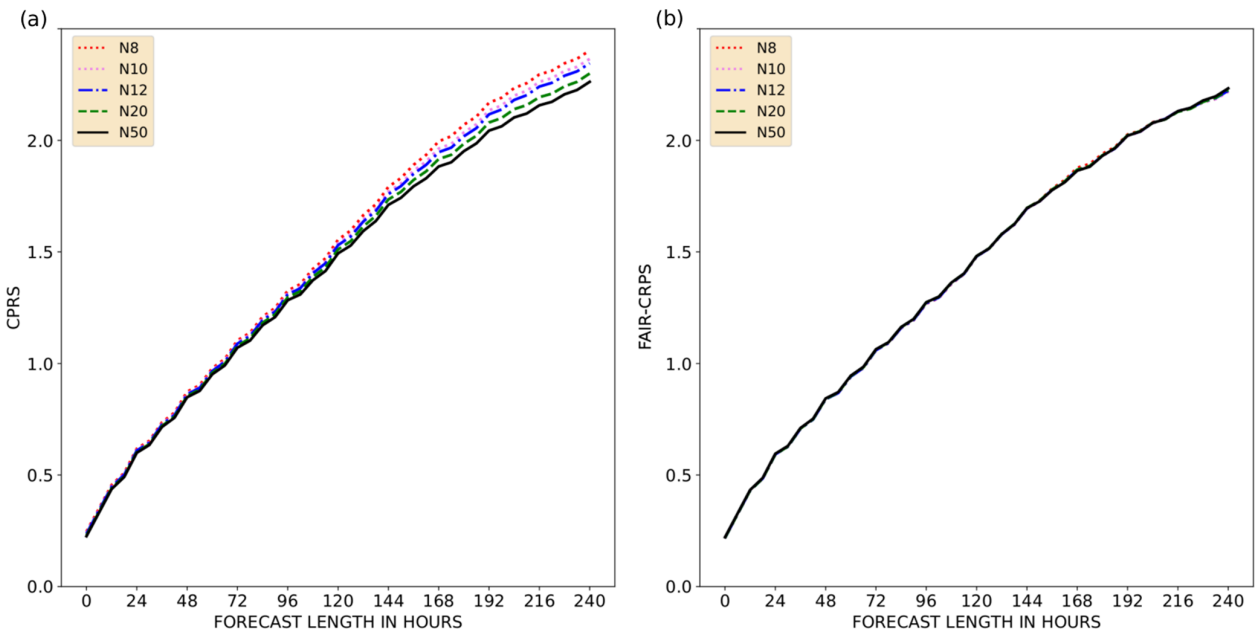 (a)
N8
N10
N12
N20
N50
2.0
1.5
1.0
0.5
0.0
CPRS
0 24 48 72 96 120 144 168 192 216 240
FORECAST LENGTH IN HOURS
(b)
N8
N10
N12
N20
N50
2.0
1.5
1.0
0.5
0.0
FAIR-CRPS
0 24 48 72 96 120 144 168 192 216 240
FORECAST LENGTH IN HOURS